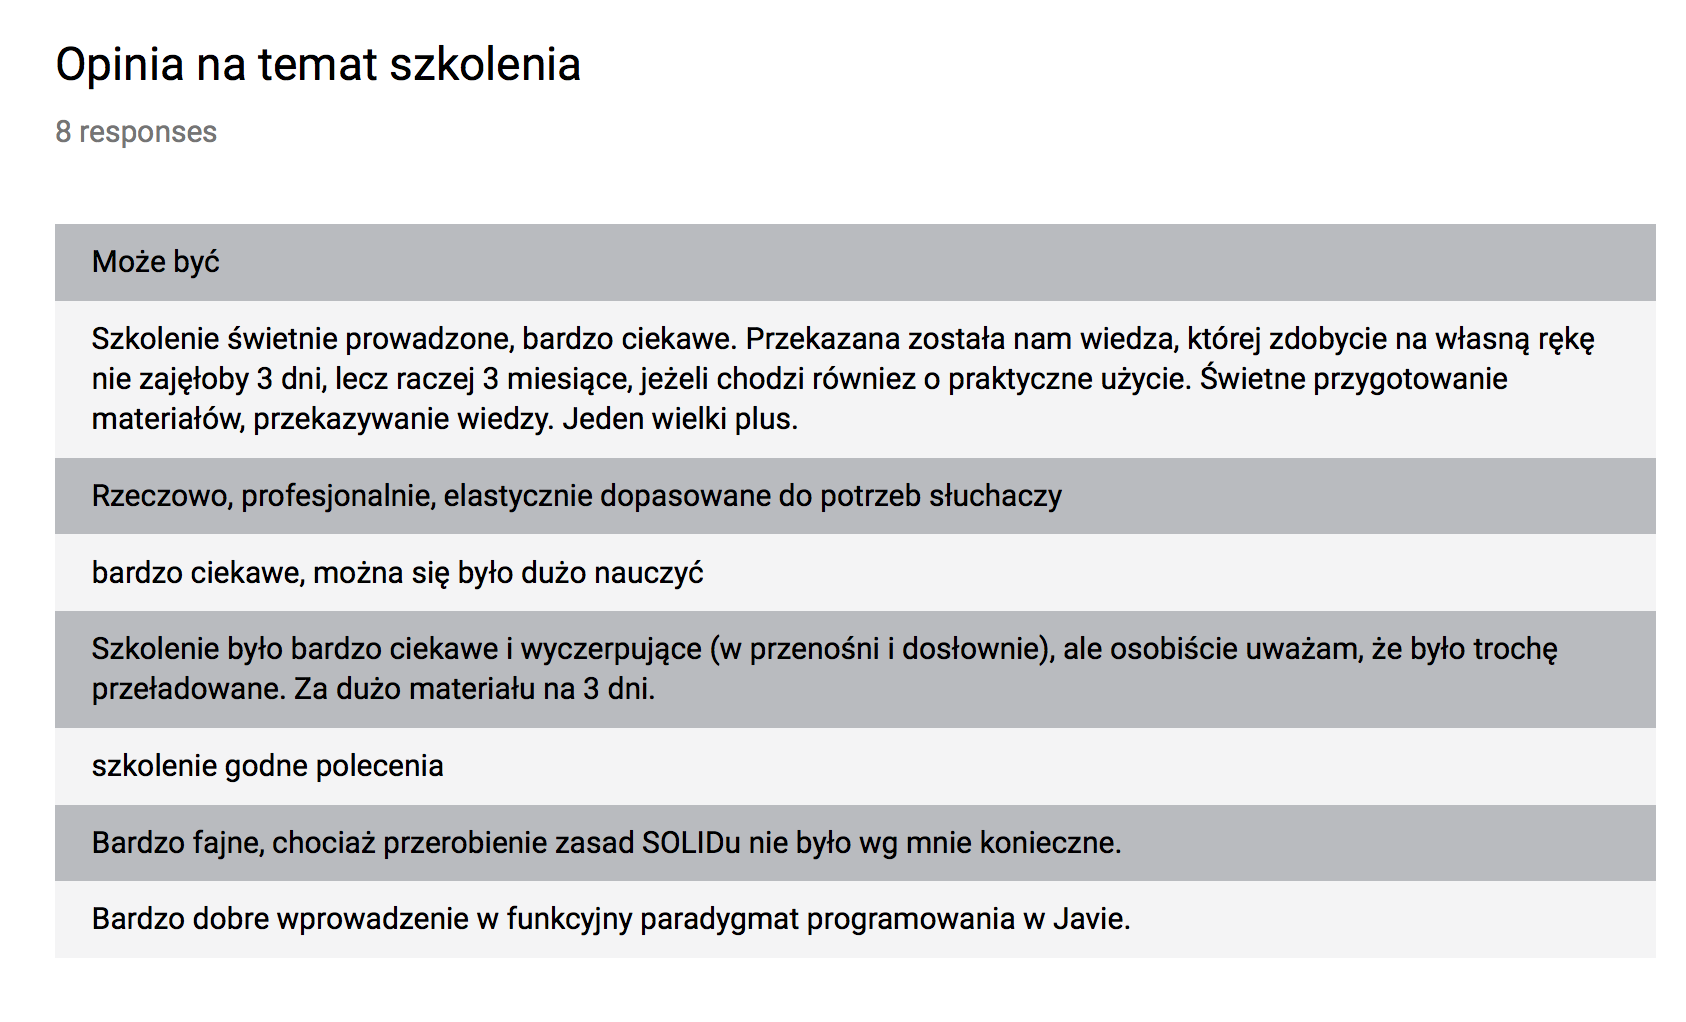 Opinia na temat szkolenia
8 responses
Może być
Szkolenie świetnie prowadzone, bardzo ciekawe. Przekazana została nam wiedza, której zdobycie na własną rękę
nie zajęłoby 3 dni, lecz raczej 3 miesiące, jeżeli chodzi równiez o praktyczne użycie. Świetne przygotowanie
materiałów, przekazywanie wiedzy. Jeden wielki plus.
Rzeczowo, profesjonalnie, elastycznie dopasowane do potrzeb słuchaczy
bardzo ciekawe, można się było dużo nauczyć
Szkolenie było bardzo ciekawe i wyczerpujące (w przenośni i dosłownie), ale osobiście uważam, że było trochę
przeładowane. Za dużo materiału na 3 dni.
szkolenie godne polecenia
Bardzo fajne, chociaż przerobienie zasad SOLIDu nie było wg mnie konieczne.
Bardzo dobre wprowadzenie w funkcyjny paradygmat programowania w Javie.